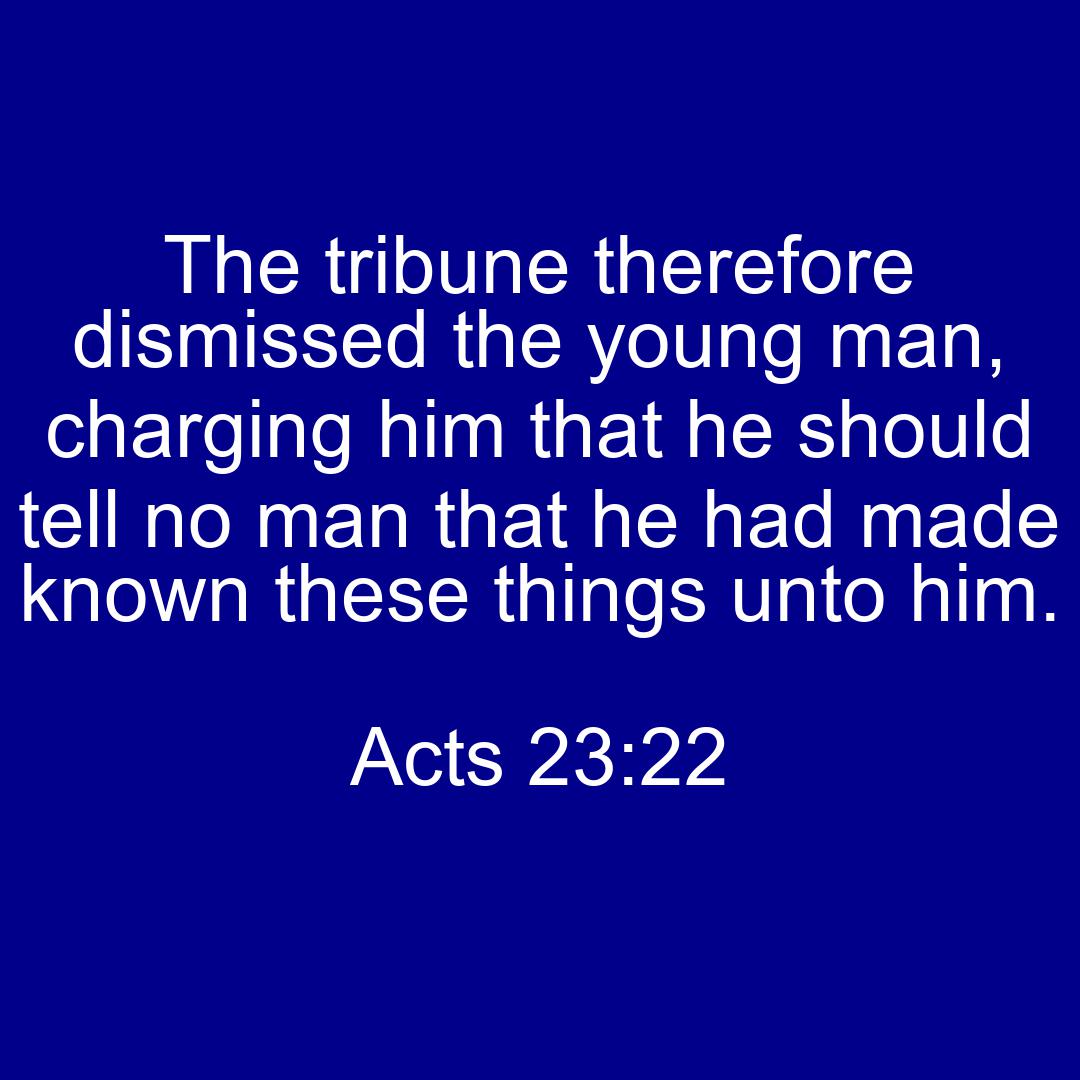 The tribune therefore
dismissed the young man,
charging him that he should
tell no man that he had made
known these things unto him.
Acts 23:22